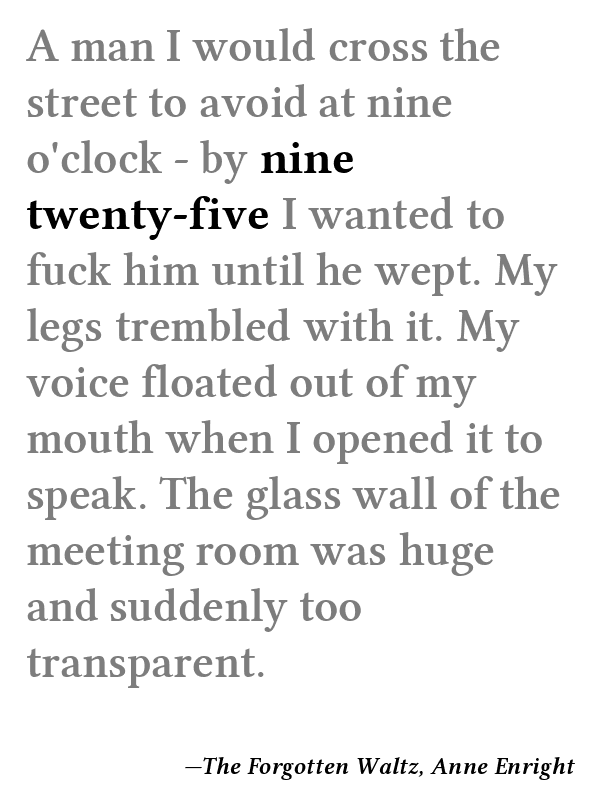 A man I would cross the
street to avoid at nine
o'clock - by nine
twenty-five I wanted to
fuck him until he wept. My
legs trembled with it. My
voice floated out of my
mouth when I opened it to
speak. The glass wall of the
meeting room was huge
and suddenly too
transparent.
—The Forgotten Waltz, Anne Enright